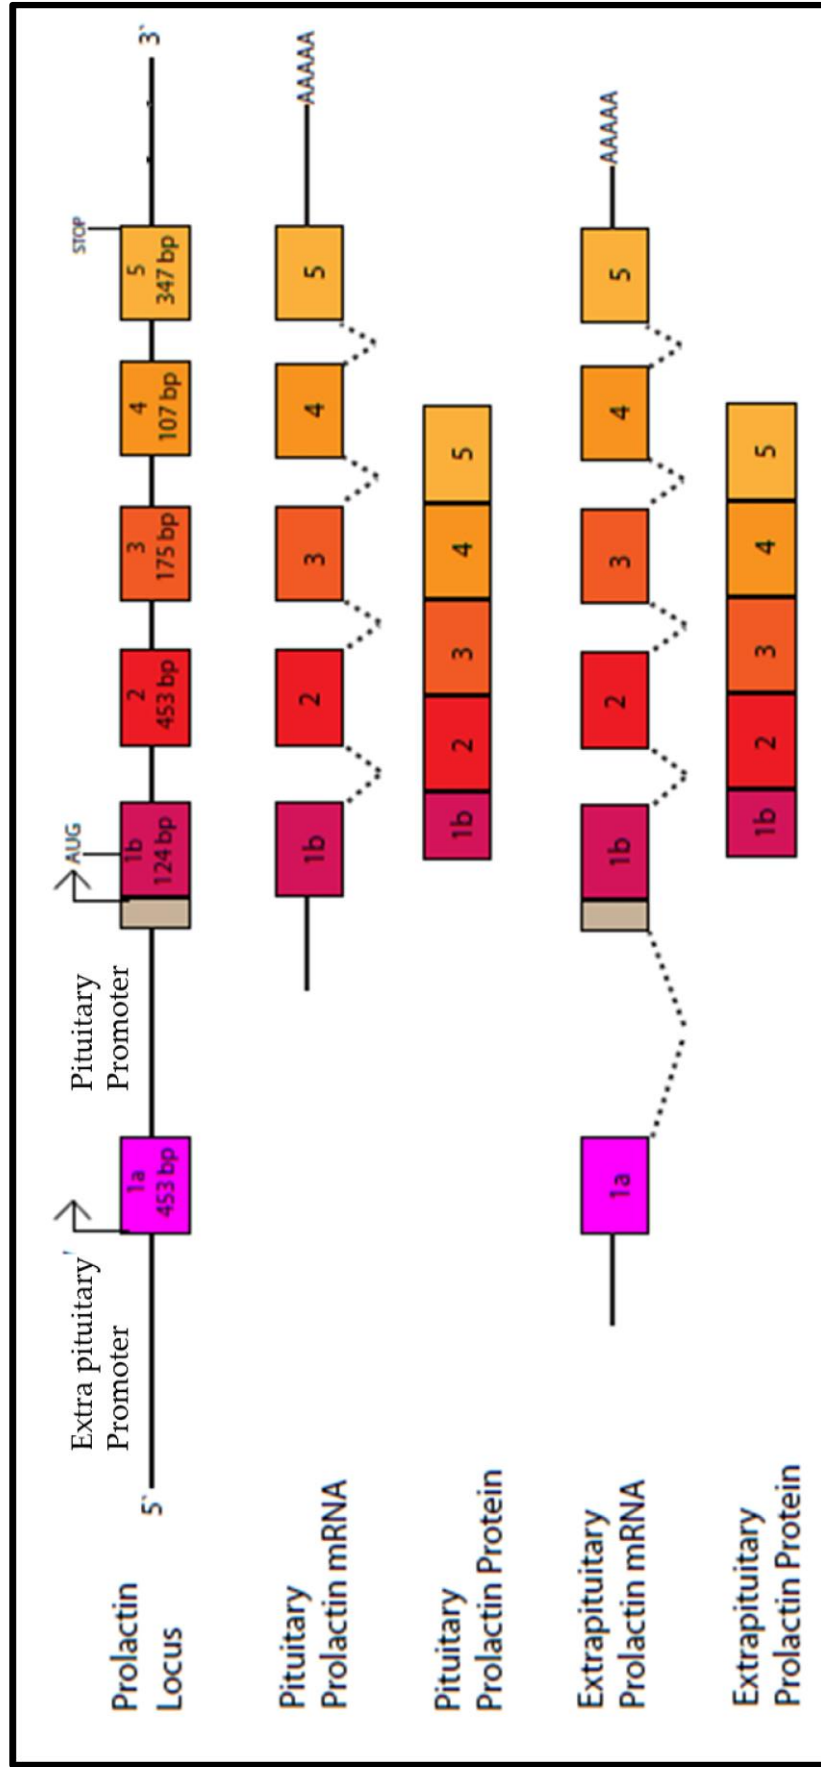 Extra pituitary'
Promoter
Pituitary
Promoter
AUG
STOP
Prolactin
Locus
5`
1a
453 bp
1b
124 bp
2
453 bp
3
175 bp
4
107 bp
5
347 bp
3`
Pituitary
Prolactin mRNA
1b
2
3
4
5
AAAAA
Pituitary
Prolactin Protein
1b
2
3
4
5
Extrapituitary
Prolactin mRNA
1a
1b
2
3
4
5
AAAAA
Extrapituitary
Prolactin Protein
1b
2
3
4
5